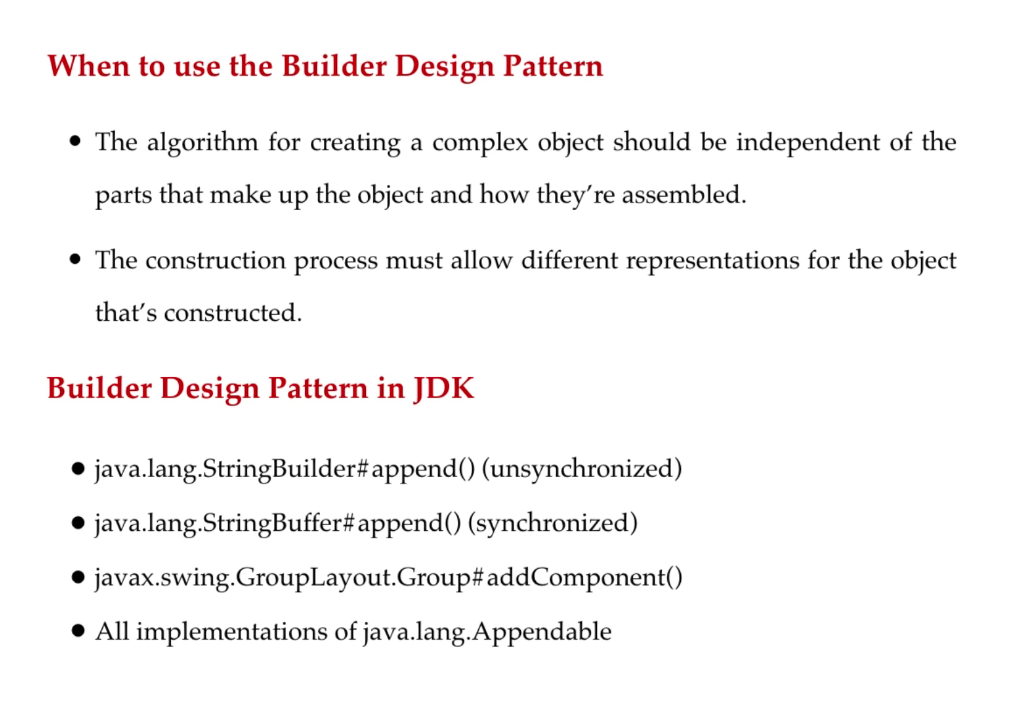 When to use the Builder Design Pattern
• The algorithm for creating a complex object should be independent of the
parts that make up the object and how they're assembled.
• The construction process must allow different representations for the object
that's constructed.
Builder Design Pattern in JDK
• java.lang.StringBuilder#append() (unsynchronized)
• java.lang.StringBuffer#append() (synchronized)
• javax.swing.GroupLayout.Group#addComponent()
• All implementations of java.lang.Appendable